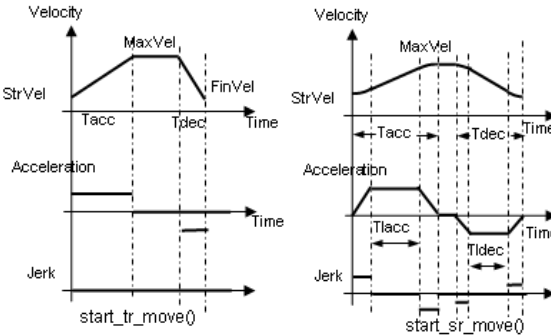 Velocity
MaxVel
StrVel
FinVel
Tacc
Tdec
Time
Acceleration
Time
Jerk
start_tr_move()
Velocity
MaxVel
StrVel
Tacc
Tdec
Time
Acceleration
Time
Tlacc
Tldec
Jerk
start_sr_move()